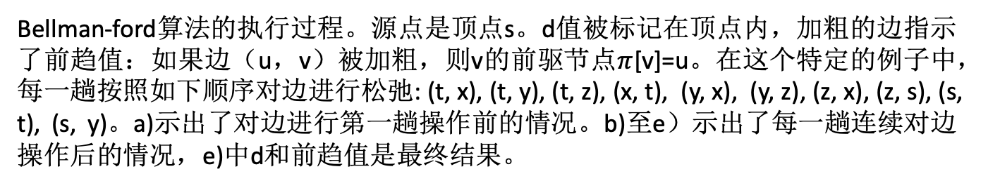 Bellman-ford算法的执行过程。源点是顶点s。d值被标记在顶点内，加粗的边指示
了前趋值：如果边（u，v）被加粗，则v的前驱节点π[v]=u。在这个特定的例子中，
每一趟按照如下顺序对边进行松弛: (t, x), (t, y), (t, z), (x, t),  (y, x),  (y, z), (z, x), (z, s), (s,
t),  (s,  y)。a)示出了对边进行第一趟操作前的情况。b)至e）示出了每一趟连续对边
操作后的情况，e)中d和前趋值是最终结果。